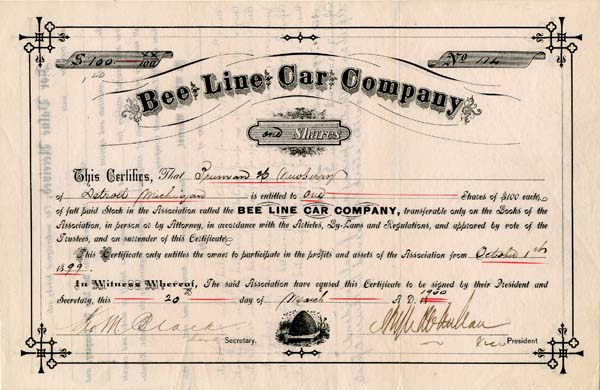 $ 100 xx/100 No 114
Bee Line Car Company
one Shares
This Certifies, That Truman H Newberry
of Detroit Michigan is entitled to one Shares of $100 each,
of full paid Stock in the Association called the BEE LINE CAR COMPANY, transferable only on the Books of the
Association, in person or by Attorney, in accordance with the Articles, By-Laws and Regulations, and approved by vote of the
Trustees, and on surrender of this Certificate.
This Certificate only entitles the owner to participate in the profits and assets of the Association from October 1st
1899.
In Witness Whereof, The said Association have caused this Certificate to be signed by their President and
Secretary, this 20th day of March A. D. 1900
M Clark
Secretary. Vice President